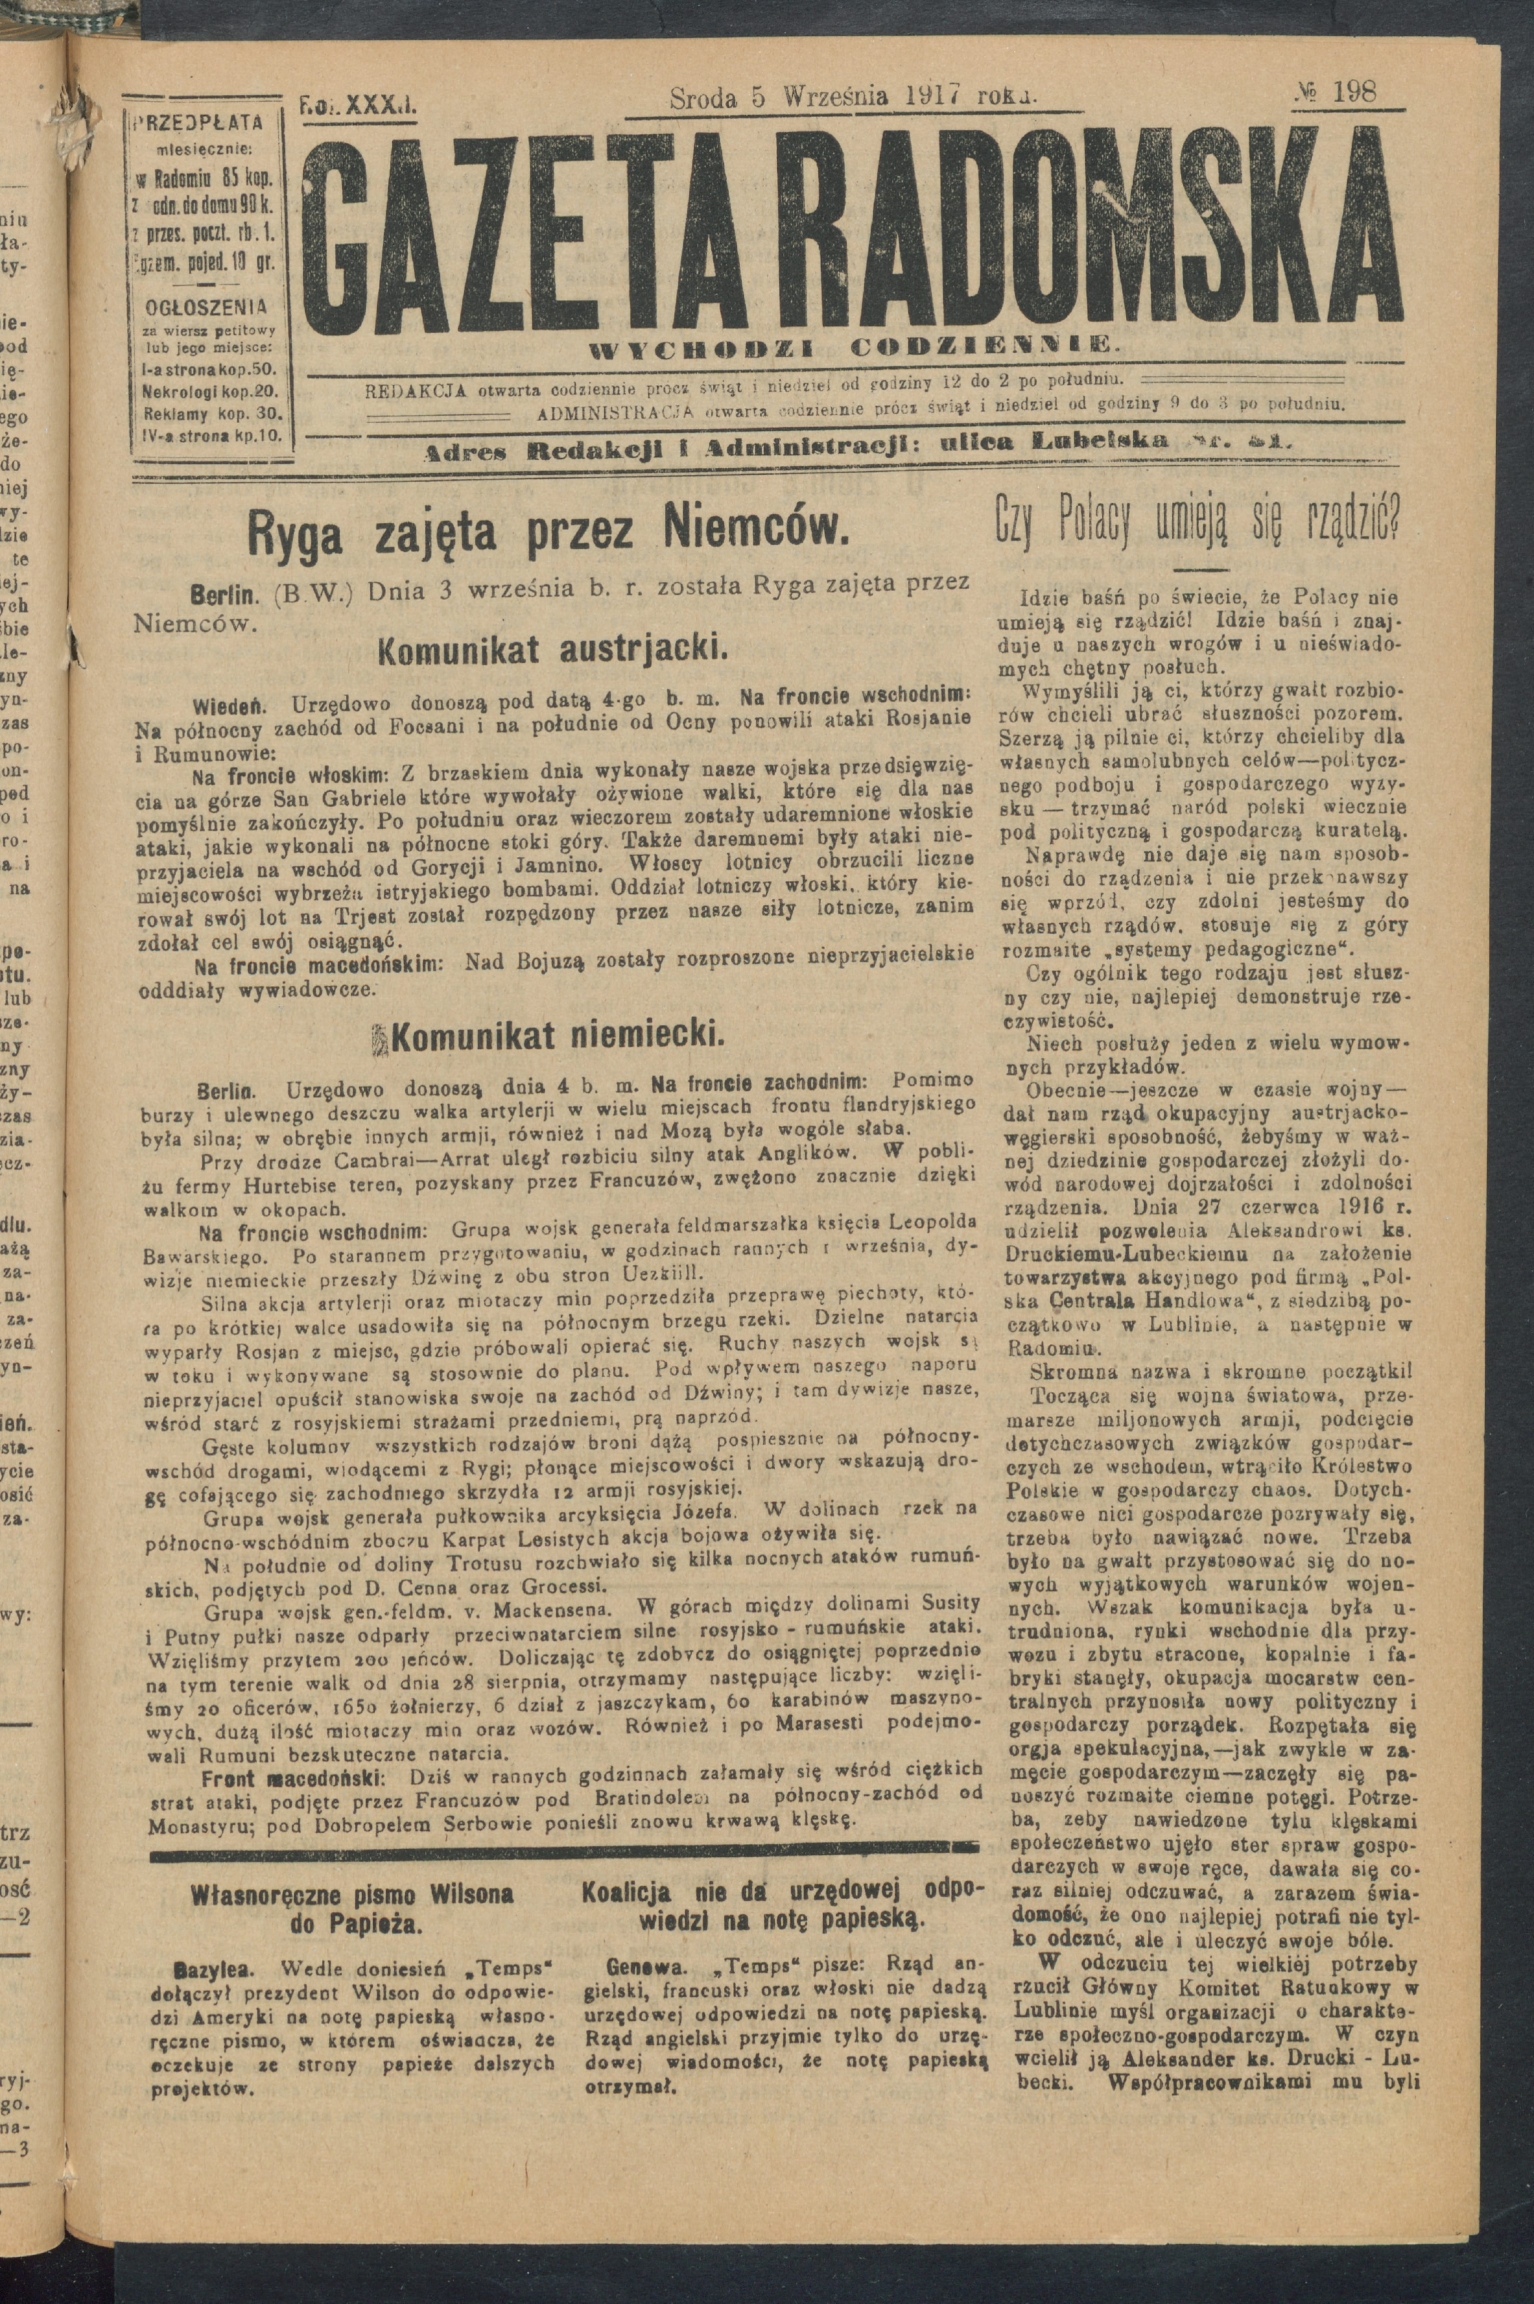 PRZEDPŁATA
miesięcznie:
w Radomiu 85 kop.
z odn. do domu 90 k.
z przes. poczt. rb. 1.
Egzem. pojed. 10 gr.
OGŁOSZENIA
za wiersz petitowy
lub jego miejsce:
I-a strona kop. 50.
Nekrologi kop. 20.
Reklamy kop. 30.
IV-a strona kp. 10.
Sroda 5 Września 1917 roku.
№ 198
GAZETA RADOMSKA
WYCHODZI CODZIENNIE.
REDAKCJA otwarta codziennie prócz świąt i niedziel od godziny 12 do 2 po południu.
ADMINISTRACJA otwarta codziennie prócz świąt i niedziel od godziny 9 do 3 po południu.
Adres Redakcji i Administracji: ulica Lubelska
Ryga zajęta przez Niemców.
Berlin. (B.W.) Dnia 3 września b. r. została Ryga zajęta przez
Niemców.
Komunikat austrjacki.
Wiedeń. Urzędowo donoszą pod datą 4-go b. m. Na froncie wschodnim:
Na północny zachód od Focsani i na południe od Ocny ponowili ataki Rosjanie
i Rumunowie:
Na froncie włoskim: Z brzaskiem dnia wykonały nasze wojska przedsięwzię-
cia na górze San Gabriele które wywołały ożywione walki, które się dla nas
pomyślnie zakończyły. Po południu oraz wieczorem zostały udaremnione włoskie
ataki, jakie wykonali na północne stoki góry. Także daremnemi były ataki nie-
przyjaciela na wschód od Gorycji i Jamnino. Włoscy lotnicy obrzucili liczne
miejscowości wybrzeża istryjskiego bombami. Oddział lotniczy włoski, który kie-
rował swój lot na Trjest został rozpędzony przez nasze siły lotnicze, zanim
zdołał cel swój osiągnąć.
Na froncie macedońskim: Nad Bojuzą zostały rozproszone nieprzyjacielskie
odddiały wywiadowcze.
Komunikat niemiecki.
Berlin. Urzędowo donoszą dnia 4 b. m. Na froncie zachodnim: Pomimo
burzy i ulewnego deszczu walka artylerji w wielu miejscach frontu flandryjskiego
była silna; w obrębie innych armji, również i nad Mozą była wogóle słaba.
Przy drodze Cambrai—Arrat uległ rozbiciu silny atak Anglików. W pobli-
żu fermy Hurtebise teren, pozyskany przez Francuzów, zwężono znacznie dzięki
walkom w okopach.
Na froncie wschodnim: Grupa wojsk generała feldmarszałka księcia Leopolda
Bawarskiego. Po starannem przygotowaniu, w godzinach rannych 1 września, dy-
wizje niemieckie przeszły Dźwinę z obu stron Uezkiill.
Silna akcja artylerji oraz miotaczy min poprzedziła przeprawę piechoty, któ-
ra po krótkiej walce usadowiła się na północnym brzegu rzeki. Dzielne natarcia
wyparły Rosjan z miejsc, gdzie próbowali opierać się. Ruchy naszych wojsk są
w toku i wykonywane są stosownie do planu. Pod wpływem naszego naporu
nieprzyjaciel opuścił stanowiska swoje na zachód od Dźwiny; i tam dywizje nasze,
wśród starć z rosyjskiemi strażami przedniemi, prą naprzód.
Gęste kolumny wszystkich rodzajów broni dążą pospiesznie na północny-
wschód drogami, wiodącemi z Rygi; płonące miejscowości i dwory wskazują dro-
gę cofającego się zachodniego skrzydła 12 armji rosyjskiej.
Grupa wojsk generała pułkownika arcyksięcia Józefa. W dolinach rzek na
północno-wschódnim zboczu Karpat Lesistych akcja bojowa ożywiła się.
Na południe od doliny Trotusu rozchwiało się kilka nocnych ataków rumuń-
skich, podjętych pod D. Cenna oraz Grocessi.
Grupa wojsk gen.-feldm. v. Mackensena. W górach między dolinami Susity
i Putny pułki nasze odparły przeciwnatarciem silne rosyjsko-rumuńskie ataki.
Wzięliśmy przytem 200 jeńców. Doliczając tę zdobycz do osiągniętej poprzednio
na tym terenie walk od dnia 28 sierpnia, otrzymamy następujące liczby: wzięli-
śmy 20 oficerów, 1650 żołnierzy, 6 dział z jaszczykam, 60 karabinów maszyno-
wych, dużą ilość miotaczy min oraz wozów. Również i po Marasesti podejmo-
wali Rumuni bezskuteczne natarcia.
Front macedoński: Dziś w rannych godzinnach załamały się wśród ciężkich
strat ataki, podjęte przez Francuzów pod Bratindolem na północny-zachód od
Monastyru; pod Dobropelem Serbowie ponieśli znowu krwawą klęskę.
Własnoręczne pismo Wilsona
do Papieża.
Bazylea. Wedle doniesień „Temps“
dołączył prezydent Wilson do odpowie-
dzi Ameryki na notę papieską własno-
ręczne pismo, w którem oświadcza, że
oczekuje ze strony papieże dalszych
projektów.
Koalicja nie da urzędowej odpo-
wiedzi na notę papieską.
Genewa. „Temps“ pisze: Rząd an-
gielski, francuski oraz włoski nie dadzą
urzędowej odpowiedzi na notę papieską.
Rząd angielski przyjmie tylko do urzę-
dowej wiadomości, że notę papieską
otrzymał.
Czy Polacy umieją się rządzić?
Idzie baśń po świecie, że Polacy nie
umieją się rządzić! Idzie baśń i znaj-
duje u naszych wrogów i u nieświado-
mych chętny posłuch.
Wymyślili ją ci, którzy gwałt rozbio-
rów chcieli ubrać słuszności pozorem.
Szerzą ją pilnie ci, którzy chcieliby dla
własnych samolubnych celów—politycz-
nego podboju i gospodarczego wyzy-
sku — trzymać naród polski wiecznie
pod polityczną i gospodarczą kuratelą.
Naprawdę nie daje się nam sposob-
ności do rządzenia i nie przekonawszy
się wprzód, czy zdolni jesteśmy do
własnych rządów, stosuje się z góry
rozmaite „systemy pedagogiczne“.
Czy ogólnik tego rodzaju jest słusz-
ny czy nie, najlepiej demonstruje rze-
czywistość.
Niech posłuży jeden z wielu wymow-
nych przykładów.
Obecnie—jeszcze w czasie wojny—
dał nam rząd okupacyjny austrjacko-
węgierski sposobność, żebyśmy w waż-
nej dziedzinie gospodarczej złożyli do-
wód narodowej dojrzałości i zdolności
rządzenia. Dnia 27 czerwca 1916 r.
udzielił pozwolenia Aleksandrowi ks.
Druckiemu-Lubeckiemu na założenie
towarzystwa akcyjnego pod firmą „Pol-
ska Centrala Handlowa“, z siedzibą po-
czątkowo w Lublinie, a następnie w
Radomiu.
Skromna nazwa i skromne początki!
Tocząca się wojna światowa, prze-
marsze miljonowych armji, podcięcie
dotychczasowych związków gospodar-
czych ze wschodem, wtrąciło Królestwo
Polskie w gospodarczy chaos. Dotych-
czasowe nici gospodarcze pozrywały się,
trzeba było nawiązać nowe. Trzeba
było na gwałt przystosować się do no-
wych wyjątkowych warunków wojen-
nych. Wszak komunikacja była u-
trudniona, rynki wschodnie dla przy-
wozu i zbytu stracone, kopalnie i fa-
bryki stanęły, okupacja mocarstw cen-
tralnych przynosiła nowy polityczny i
gospodarczy porządek. Rozpętała się
orgja spekulacyjna,—jak zwykle w za-
męcie gospodarczym—zaczęły się pa-
noszyć rozmaite ciemne potęgi. Potrze-
ba, zeby nawiedzone tylu klęskami
społeczeństwo ujęło ster spraw gospo-
darczych w swoje ręce, dawała się co-
raz silniej odczuwać, a zarazem świa-
domość, że ono najlepiej potrafi nie tyl-
ko odczuć, ale i uleczyć swoje bóle.
W odczuciu tej wielkiej potrzeby
rzucił Główny Komitet Ratunkowy w
Lublinie myśl organizacji o charakte-
rze społeczno-gospodarczym. W czyn
wcielił ją Aleksander ks. Drucki-Lu-
becki. Współpracownikami mu byli